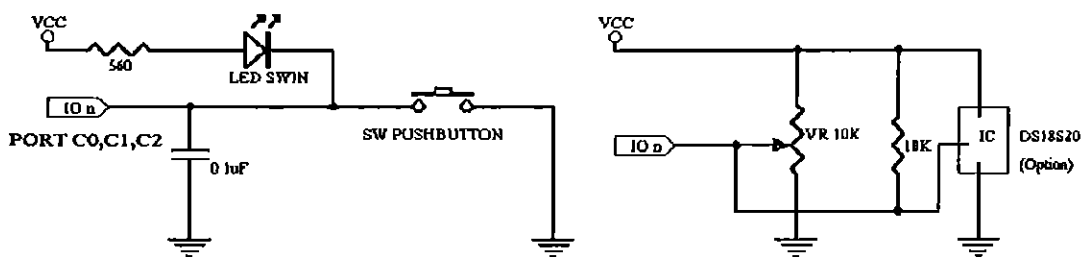 VCC
560
LED SWIN
IO n
PORT C0,C1,C2
SW PUSHBUTTON
0.1uF
VCC
IO n
VR 10K
10K
IC
DS18S20
(Option)